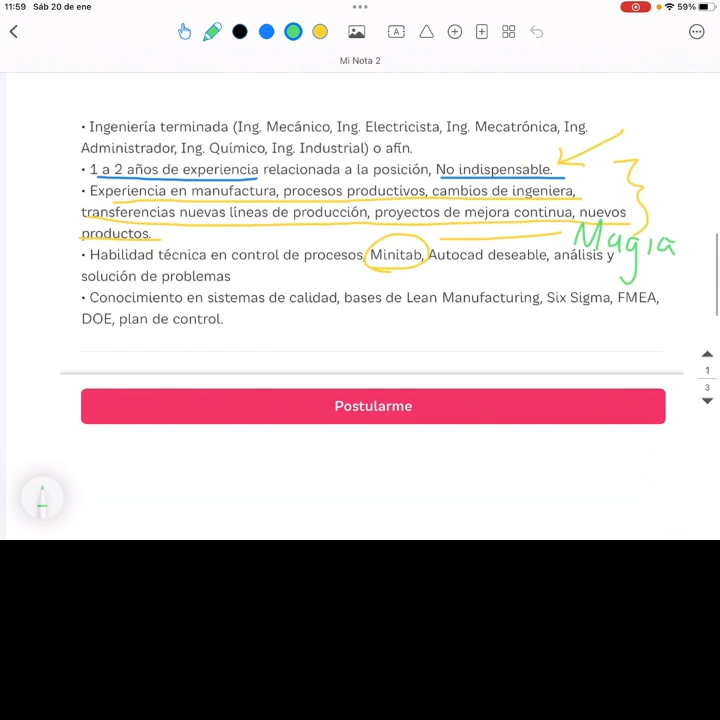 11:59 Sáb 20 de ene 59%
A
Mi Nota 2
• Ingeniería terminada (Ing. Mecánico, Ing. Electricista, Ing. Mecatrónica, Ing.
Administrador, Ing. Químico, Ing. Industrial) o afín.
• 1 a 2 años de experiencia relacionada a la posición, No indispensable.
• Experiencia en manufactura, procesos productivos, cambios de ingeniera,
transferencias nuevas líneas de producción, proyectos de mejora continua, nuevos
productos.
Magia
• Habilidad técnica en control de procesos, Minitab, Autocad deseable, análisis y
solución de problemas
• Conocimiento en sistemas de calidad, bases de Lean Manufacturing, Six Sigma, FMEA,
DOE, plan de control.
1
3
Postularme